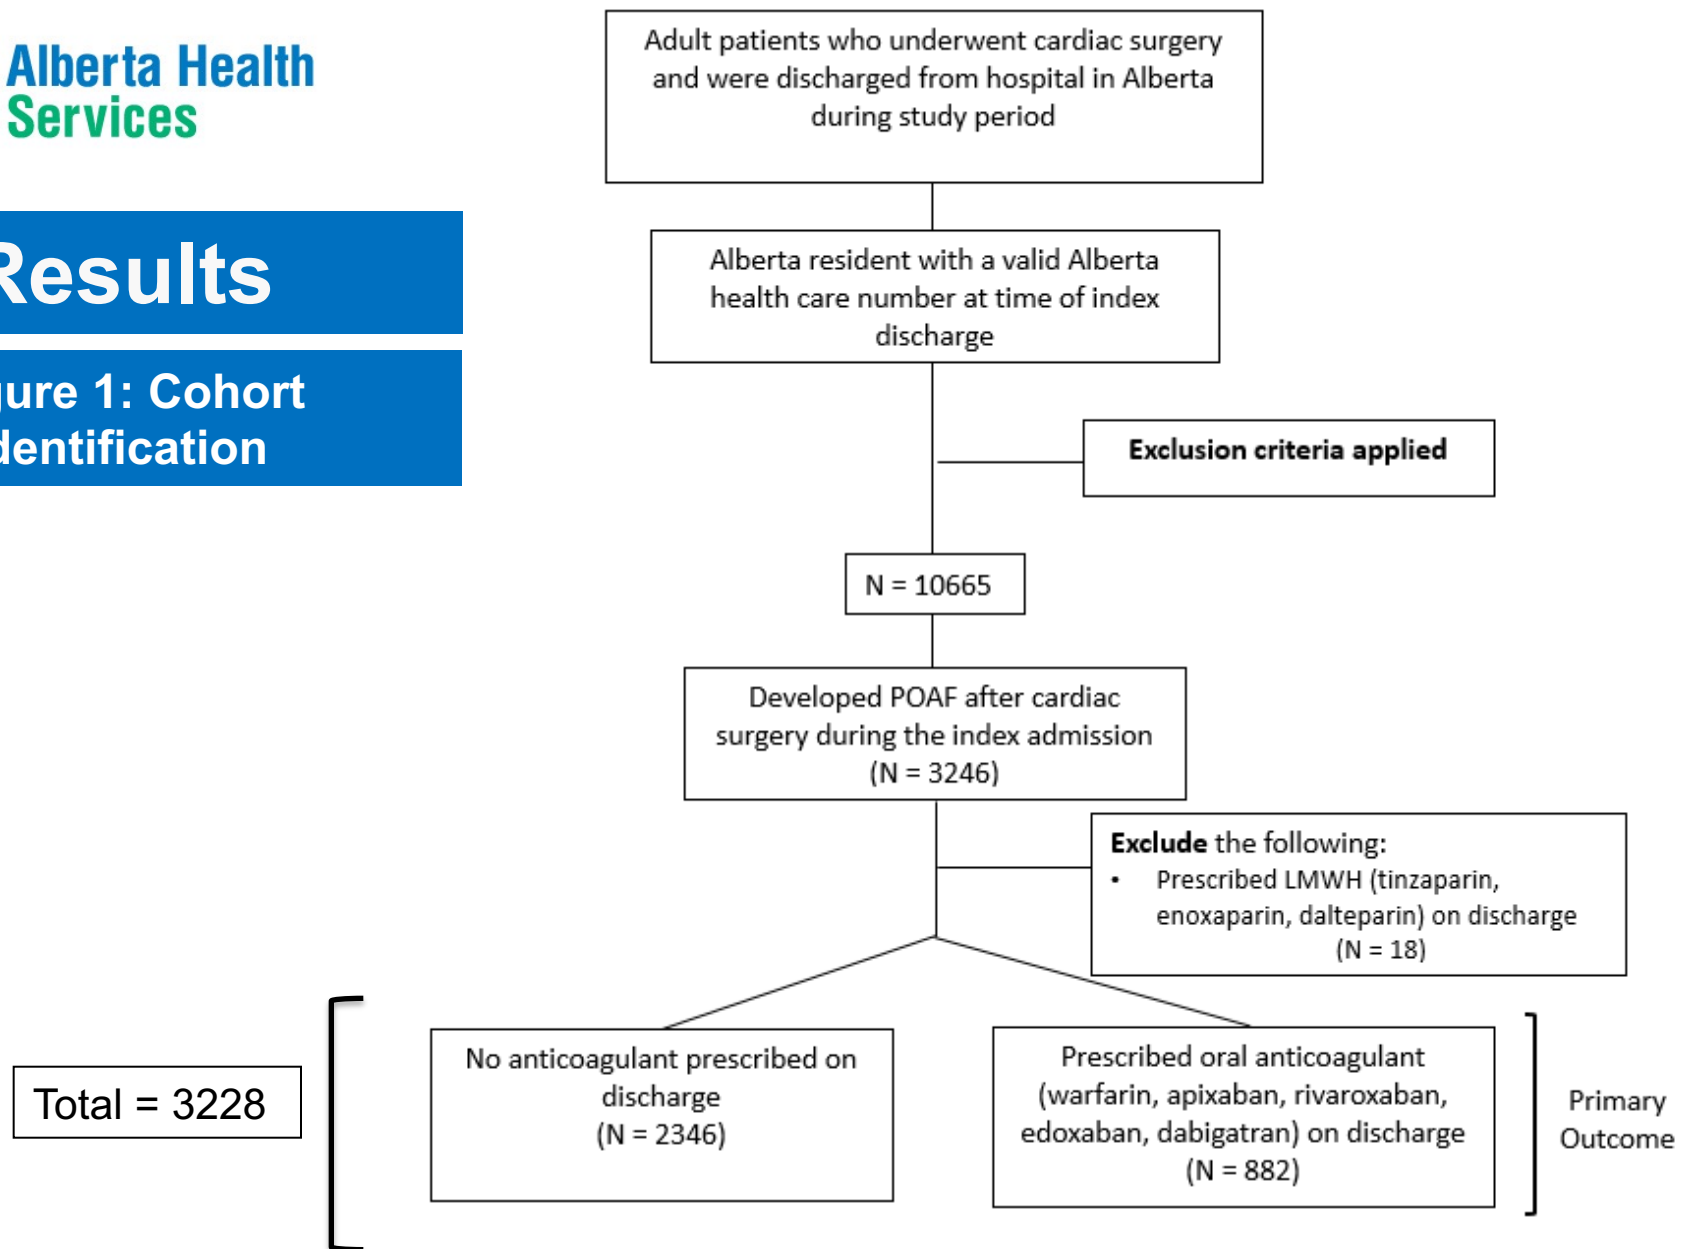 Alberta Health
Services
Results
gure 1: Cohort
dentification
Adult patients who underwent cardiac surgery
and were discharged from hospital in Alberta
during study period
Alberta resident with a valid Alberta
health care number at time of index
discharge
Exclusion criteria applied
N = 10665
Developed POAF after cardiac
surgery during the index admission
(N = 3246)
Exclude the following:
• Prescribed LMWH (tinzaparin,
enoxaparin, dalteparin) on discharge
(N = 18)
Total = 3228
No anticoagulant prescribed on
discharge
(N = 2346)
Prescribed oral anticoagulant
(warfarin, apixaban, rivaroxaban,
edoxaban, dabigatran) on discharge
(N = 882)
Primary
Outcome